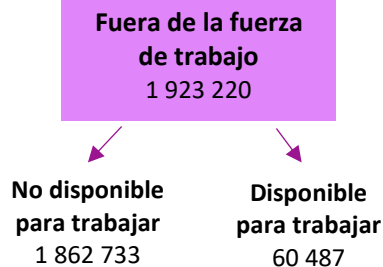 Fuera de la fuerza
de trabajo
1 923 220
No disponible
para trabajar
1 862 733
Disponible
para trabajar
60 487